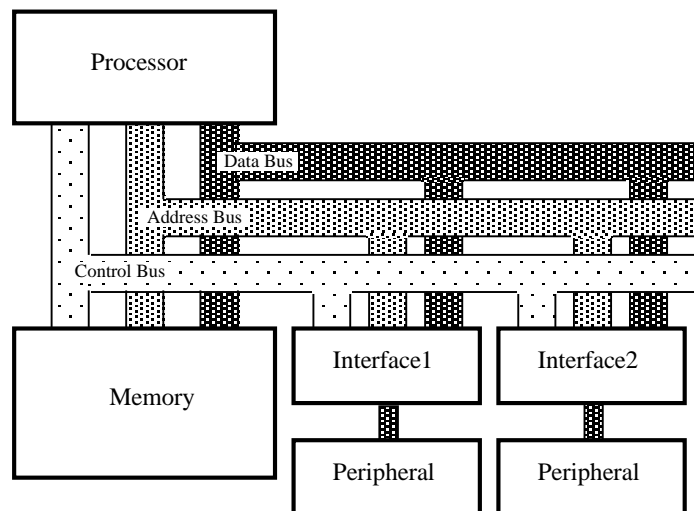 Processor
Data Bus
Address Bus
Control Bus
Memory
Interface1
Interface2
Peripheral
Peripheral